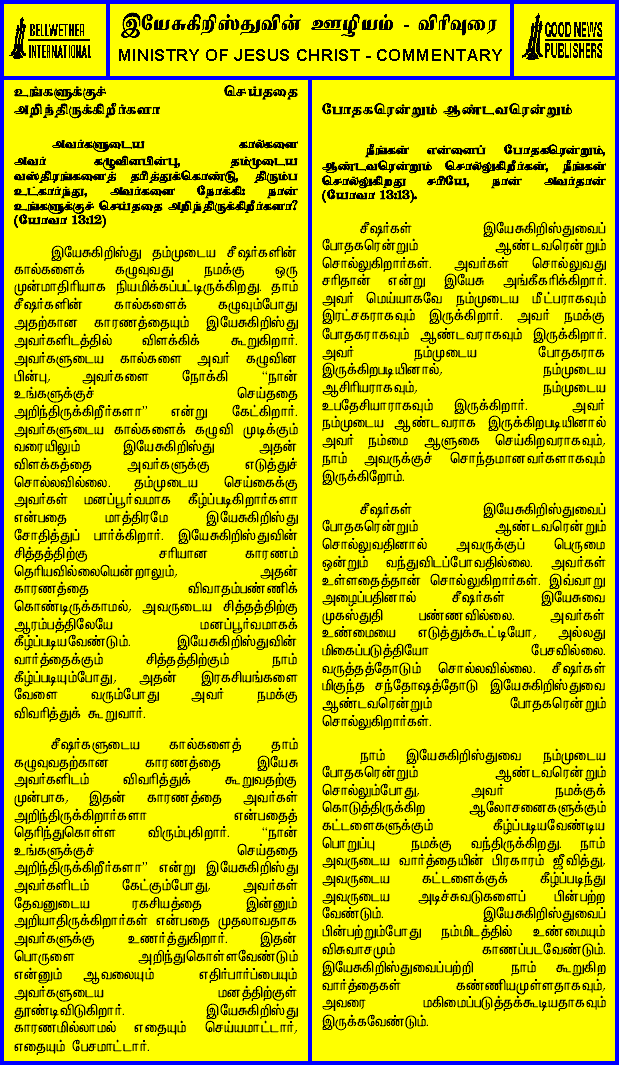 BELLWETHER
INTERNATIONAL
இயேசுகிறிஸ்துவின் ஊழியம் - விரிவுரை
MINISTRY OF JESUS CHRIST - COMMENTARY
GOOD NEWS
PUBLISHERS
உங்களுக்குச் செய்ததை
அறிந்திருக்கிறீர்களா
அவர்களுடைய கால்களை
அவர் கழுவினபின்பு, தம்முடைய
வஸ்திரங்களைத் தரித்துக்கொண்டு, திரும்ப
உட்கார்ந்து, அவர்களை நோக்கி: நான்
உங்களுக்குச் செய்ததை அறிந்திருக்கிறீர்களா?
(யோவா 13:12)
இயேசுகிறிஸ்து தம்முடைய சீஷர்களின்
கால்களைக் கழுவுவது நமக்கு ஒரு
முன்மாதிரியாக நியமிக்கப்பட்டிருக்கிறது. தாம்
சீஷர்களின் கால்களைக் கழுவும்போது
அதற்கான காரணத்தையும் இயேசுகிறிஸ்து
அவர்களிடத்தில் விளக்கிக் கூறுகிறார்.
அவர்களுடைய கால்களை அவர் கழுவின
பின்பு, அவர்களை நோக்கி “நான்
உங்களுக்குச் செய்ததை
அறிந்திருக்கிறீர்களா” என்று கேட்கிறார்.
அவர்களுடைய கால்களைக் கழுவி முடிக்கும்
வரையிலும் இயேசுகிறிஸ்து அதன்
விளக்கத்தை அவர்களுக்கு எடுத்துச்
சொல்லவில்லை. தம்முடைய செய்கைக்கு
அவர்கள் மனப்பூர்வமாக கீழ்ப்படிகிறார்களா
என்பதை மாத்திரமே இயேசுகிறிஸ்து
சோதித்துப் பார்க்கிறார். இயேசுகிறிஸ்துவின்
சித்தத்திற்கு சரியான காரணம்
தெரியவில்லையென்றாலும், அதன்
காரணத்தை விவாதம்பண்ணிக்
கொண்டிருக்காமல், அவருடைய சித்தத்திற்கு
ஆரம்பத்திலேயே மனப்பூர்வமாகக்
கீழ்ப்படியவேண்டும். இயேசுகிறிஸ்துவின்
வார்த்தைக்கும் சித்தத்திற்கும் நாம்
கீழ்ப்படியும்போது, அதன் இரகசியங்களை
வேளை வரும்போது அவர் நமக்கு
விவரித்துக் கூறுவார்.
சீஷர்களுடைய கால்களைத் தாம்
கழுவுவதற்கான காரணத்தை இயேசு
அவர்களிடம் விவரித்துக் கூறுவதற்கு
முன்பாக, இதன் காரணத்தை அவர்கள்
அறிந்திருக்கிறார்களா என்பதைத்
தெரிந்துகொள்ள விரும்புகிறார். “நான்
உங்களுக்குச் செய்ததை
அறிந்திருக்கிறீர்களா” என்று இயேசுகிறிஸ்து
அவர்களிடம் கேட்கும்போது, அவர்கள்
தேவனுடைய ரகசியத்தை இன்னும்
அறியாதிருக்கிறார்கள் என்பதை முதலாவதாக
அவர்களுக்கு உணர்த்துகிறார். இதன்
பொருளை அறிந்துகொள்ளவேண்டும்
என்னும் ஆவலையும் எதிர்பார்ப்பையும்
அவர்களுடைய மனத்திற்குள்
தூண்டிவிடுகிறார். இயேசுகிறிஸ்து
காரணமில்லாமல் எதையும் செய்யமாட்டார்,
எதையும் பேசமாட்டார்.
போதகரென்றும் ஆண்டவரென்றும்
நீங்கள் என்னைப் போதகரென்றும்,
ஆண்டவரென்றும் சொல்லுகிறீர்கள், நீங்கள்
சொல்லுகிறது சரியே, நான் அவர்தான்
(யோவா 13:13).
சீஷர்கள் இயேசுகிறிஸ்துவைப்
போதகரென்றும் ஆண்டவரென்றும்
சொல்லுகிறார்கள். அவர்கள் சொல்லுவது
சரிதான் என்று இயேசு அங்கீகரிக்கிறார்.
அவர் மெய்யாகவே நம்முடைய மீட்பராகவும்
இரட்சகராகவும் இருக்கிறார். அவர் நமக்கு
போதகராகவும் ஆண்டவராகவும் இருக்கிறார்.
அவர் நம்முடைய போதகராக
இருக்கிறபடியினால், நம்முடைய
ஆசிரியராகவும், நம்முடைய
உபதேசியாராகவும் இருக்கிறார். அவர்
நம்முடைய ஆண்டவராக இருக்கிறபடியினால்
அவர் நம்மை ஆளுகை செய்கிறவராகவும்,
நாம் அவருக்குச் சொந்தமானவர்களாகவும்
இருக்கிறோம்.
சீஷர்கள் இயேசுகிறிஸ்துவைப்
போதகரென்றும் ஆண்டவரென்றும்
சொல்லுவதினால் அவருக்குப் பெருமை
ஒன்றும் வந்துவிடப்போவதில்லை. அவர்கள்
உள்ளதைத்தான் சொல்லுகிறார்கள். இவ்வாறு
அழைப்பதினால் சீஷர்கள் இயேசுவை
முகஸ்துதி பண்ணவில்லை. அவர்கள்
உண்மையை எடுத்துக்கூட்டியோ, அல்லது
மிகைப்படுத்தியோ பேசவில்லை.
வருத்தத்தோடும் சொல்லவில்லை. சீஷர்கள்
மிகுந்த சந்தோஷத்தோடு இயேசுகிறிஸ்துவை
ஆண்டவரென்றும் போதகரென்றும்
சொல்லுகிறார்கள்.
நாம் இயேசுகிறிஸ்துவை நம்முடைய
போதகரென்றும் ஆண்டவரென்றும்
சொல்லும்போது, அவர் நமக்குக்
கொடுத்திருக்கிற ஆலோசனைகளுக்கும்
கட்டளைகளுக்கும் கீழ்ப்படியவேண்டிய
பொறுப்பு நமக்கு வந்திருக்கிறது. நாம்
அவருடைய வார்த்தையின் பிரகாரம் ஜீவித்து,
அவருடைய கட்டளைக்குக் கீழ்ப்படிந்து
அவருடைய அடிச்சுவடுகளைப் பின்பற்ற
வேண்டும். இயேசுகிறிஸ்துவைப்
பின்பற்றும்போது நம்மிடத்தில் உண்மையும்
விசுவாசமும் காணப்படவேண்டும்.
இயேசுகிறிஸ்துவைப்பற்றி நாம் கூறுகிற
வார்த்தைகள் கண்ணியமுள்ளதாகவும்,
அவரை மகிமைப்படுத்தக்கூடியதாகவும்
இருக்கவேண்டும்.